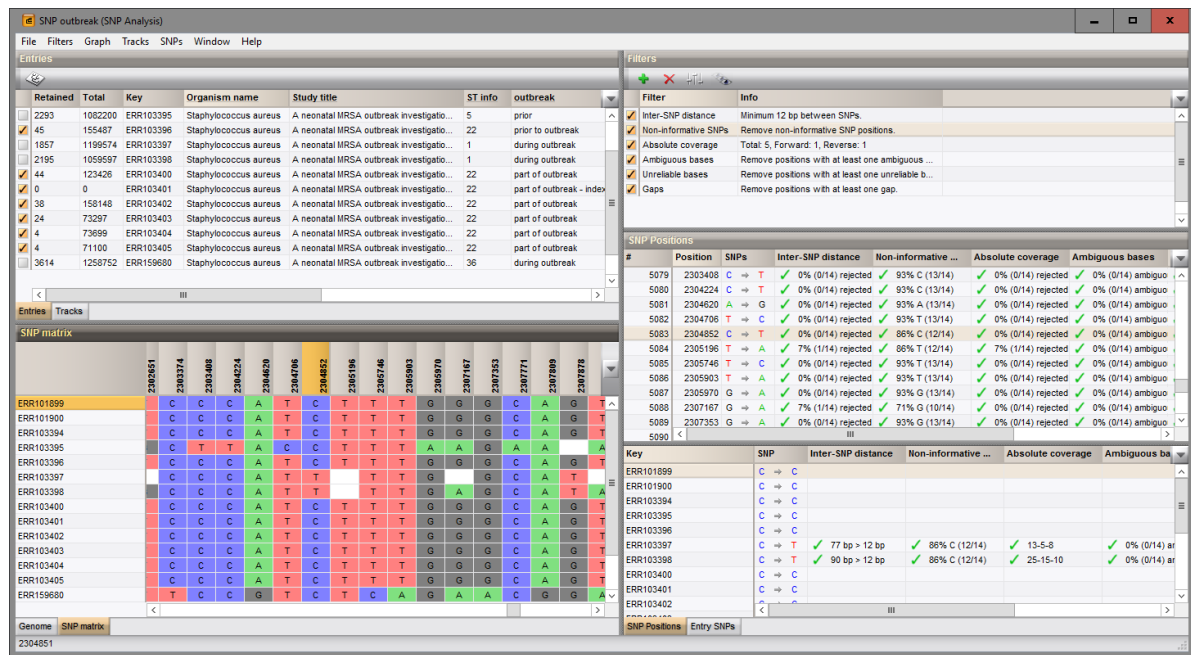 SNP outbreak (SNP Analysis)
File Filters Graph Tracks SNPs Window Help
Entries
Retained Total Key Organism name Study title ST info outbreak
2293 1082200 ERR103395 Staphylococcus aureus A neonatal MRSA outbreak investigatio... 5 prior
45 155487 ERR103396 Staphylococcus aureus A neonatal MRSA outbreak investigatio... 22 prior to outbreak
1857 1199574 ERR103397 Staphylococcus aureus A neonatal MRSA outbreak investigatio... 1 during outbreak
2195 1059597 ERR103398 Staphylococcus aureus A neonatal MRSA outbreak investigatio... 1 during outbreak
44 123426 ERR103400 Staphylococcus aureus A neonatal MRSA outbreak investigatio... 22 part of outbreak
0 0 ERR103401 Staphylococcus aureus A neonatal MRSA outbreak investigatio... 22 part of outbreak - index
38 158148 ERR103402 Staphylococcus aureus A neonatal MRSA outbreak investigatio... 22 part of outbreak
24 73297 ERR103403 Staphylococcus aureus A neonatal MRSA outbreak investigatio... 22 part of outbreak
4 73699 ERR103404 Staphylococcus aureus A neonatal MRSA outbreak investigatio... 22 part of outbreak
4 71100 ERR103405 Staphylococcus aureus A neonatal MRSA outbreak investigatio... 22 part of outbreak
3614 1258752 ERR159680 Staphylococcus aureus A neonatal MRSA outbreak investigatio... 36 during outbreak
Entries Tracks
SNP matrix
2302651 2303374 2303408 2304224 2304620 2304706 2304852 2305196 2305746 2305903 2305970 2307167 2307353 2307771 2307809 2307878
ERR101899 C C C A T C T T T G G G C A G T
ERR101900 C C C A T C T T T G G G C A G T
ERR103394 C C C A T C T T T G G G C A G T
ERR103395 C T T A C C T T T A A G A A A
ERR103396 C C C A T C T T T G G G C A G T
ERR103397 C C C A T T T T G G C A T
ERR103398 C C C A T T T T G A G C A T A
ERR103400 C C C A T C T T T G G G C A G T
ERR103401 C C C A T C T T T G G G C A G T
ERR103402 C C C A T C T T T G G G C A G T
ERR103403 C C C A T C T T T G G G C A G T
ERR103404 C C C A T C T T T G G G C A G T
ERR103405 C C C A T C T T T G G G C A G T
ERR159680 T C C G T C T C A G A A C G G A
Genome SNP matrix
2304851
Filters
Filter Info
Inter-SNP distance Minimum 12 bp between SNPs.
Non-informative SNPs Remove non-informative SNP positions.
Absolute coverage Total: 5, Forward: 1, Reverse: 1
Ambiguous bases Remove positions with at least one ambiguous ...
Unreliable bases Remove positions with at least one unreliable b...
Gaps Remove positions with at least one gap.
SNP Positions
# Position SNPs Inter-SNP distance Non-informative ... Absolute coverage Ambiguous bases
5079 2303408 C ⇒ T ✓ 0% (0/14) rejected ✓ 93% C (13/14) ✓ 0% (0/14) rejected ✓ 0% (0/14) ambiguo
5080 2304224 C ⇒ T ✓ 0% (0/14) rejected ✓ 93% C (13/14) ✓ 0% (0/14) rejected ✓ 0% (0/14) ambiguo
5081 2304620 A ⇒ G ✓ 0% (0/14) rejected ✓ 93% A (13/14) ✓ 0% (0/14) rejected ✓ 0% (0/14) ambiguo
5082 2304706 T ⇒ C ✓ 0% (0/14) rejected ✓ 93% T (13/14) ✓ 0% (0/14) rejected ✓ 0% (0/14) ambiguo
5083 2304852 C ⇒ T ✓ 0% (0/14) rejected ✓ 86% C (12/14) ✓ 0% (0/14) rejected ✓ 0% (0/14) ambiguo
5084 2305196 T ⇒ A ✓ 7% (1/14) rejected ✓ 86% T (12/14) ✓ 7% (1/14) rejected ✓ 0% (0/14) ambiguo
5085 2305746 T ⇒ C ✓ 0% (0/14) rejected ✓ 93% T (13/14) ✓ 0% (0/14) rejected ✓ 0% (0/14) ambiguo
5086 2305903 T ⇒ A ✓ 0% (0/14) rejected ✓ 93% T (13/14) ✓ 0% (0/14) rejected ✓ 0% (0/14) ambiguo
5087 2305970 G ⇒ A ✓ 0% (0/14) rejected ✓ 93% G (13/14) ✓ 0% (0/14) rejected ✓ 0% (0/14) ambiguo
5088 2307167 G ⇒ A ✓ 7% (1/14) rejected ✓ 71% G (10/14) ✓ 7% (1/14) rejected ✓ 0% (0/14) ambiguo
5089 2307353 G ⇒ A ✓ 0% (0/14) rejected ✓ 93% G (13/14) ✓ 0% (0/14) rejected ✓ 0% (0/14) ambiguo
5090
Key SNP Inter-SNP distance Non-informative ... Absolute coverage Ambiguous ba
ERR101899 C ⇒ C
ERR101900 C ⇒ C
ERR103394 C ⇒ C
ERR103395 C ⇒ C
ERR103396 C ⇒ C
ERR103397 C ⇒ T ✓ 77 bp > 12 bp ✓ 86% C (12/14) ✓ 13-5-8 ✓ 0% (0/14) ar
ERR103398 C ⇒ T ✓ 90 bp > 12 bp ✓ 86% C (12/14) ✓ 25-15-10 ✓ 0% (0/14) ar
ERR103400 C ⇒ C
ERR103401 C ⇒ C
ERR103402
SNP Positions Entry SNPs